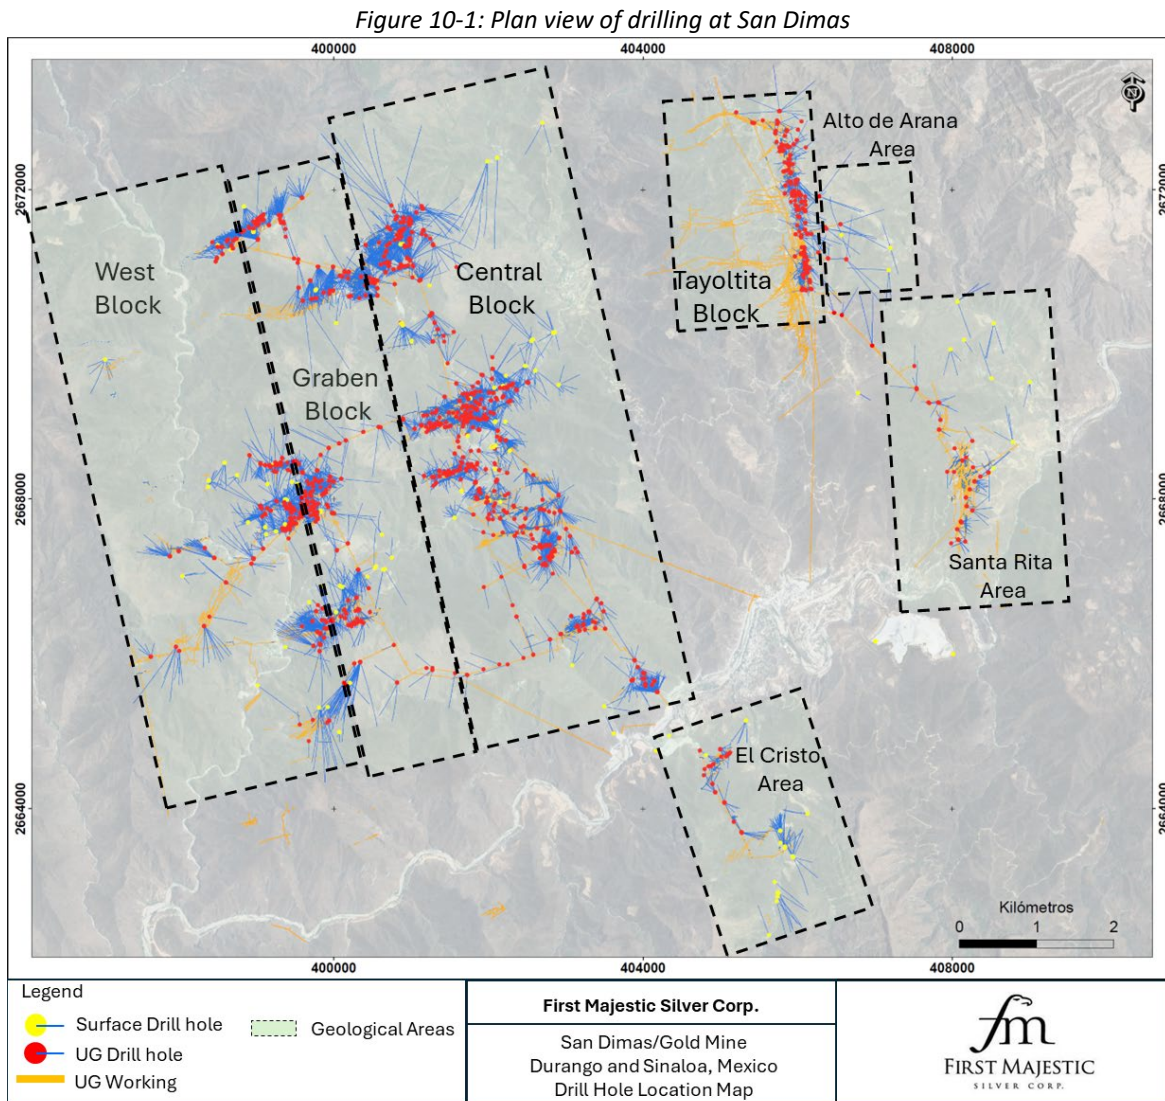 Figure 10-1: Plan view of drilling at San Dimas
400000
404000
408000
N
Alto de Arana
Area
2672000
2672000
West
Block
Central
Block
Tayoltita
Block
Graben
Block
2668000
2668000
Santa Rita
Area
El Cristo
Area
2664000
2664000
Kilómetros
0
1
2
400000
404000
408000
Legend
Surface Drill hole
Geological Areas
UG Drill hole
UG Working
First Majestic Silver Corp.
San Dimas/Gold Mine
Durango and Sinaloa, Mexico
Drill Hole Location Map
fm
FIRST MAJESTIC
SILVER CORP.